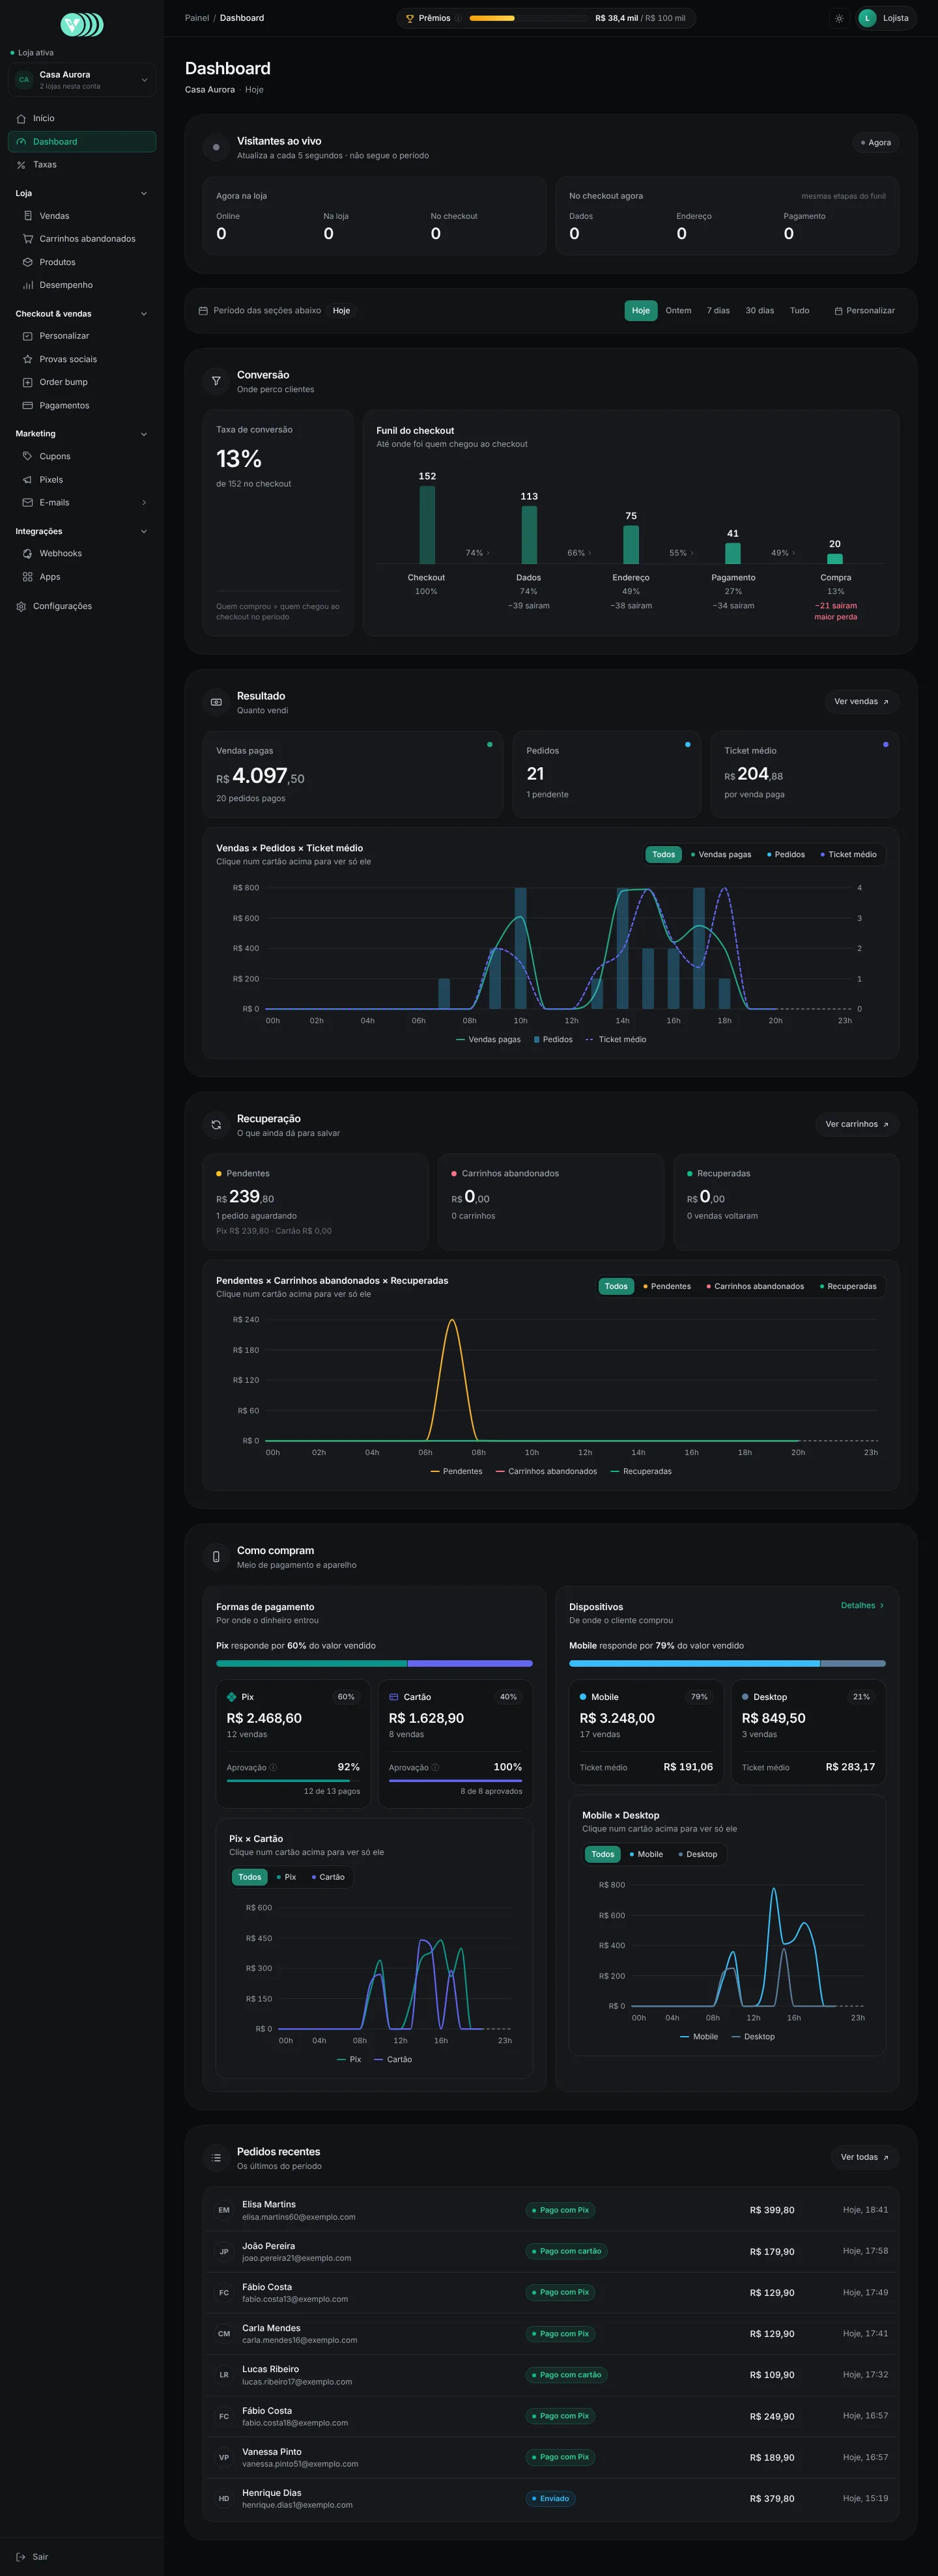 Loja ativa
CA
Casa Aurora
2 lojas nesta conta
Início
Dashboard
Taxas
Loja
Vendas
Carrinhos abandonados
Produtos
Desempenho
Checkout & vendas
Personalizar
Provas sociais
Order bump
Pagamentos
Marketing
Cupons
Pixels
E-mails
Integrações
Webhooks
Apps
Configurações
Sair
Painel / Dashboard
Prêmios R$ 38,4 mil / R$ 100 mil
L Lojista
Dashboard
Casa Aurora · Hoje
Visitantes ao vivo
Atualiza a cada 5 segundos · não segue o período
Agora
Agora na loja
Online Na loja No checkout
0 0 0
No checkout agora mesmas etapas do funil
Dados Endereço Pagamento
0 0 0
Período das seções abaixo Hoje
Hoje Ontem 7 dias 30 dias Tudo Personalizar
Conversão
Onde perco clientes
Taxa de conversão
13%
de 152 no checkout
Quem comprou ÷ quem chegou ao
checkout no período
Funil do checkout
Até onde foi quem chegou ao checkout
152 113 75 41 20
74% › 66% › 55% › 49% ›
Checkout Dados Endereço Pagamento Compra
100% 74% 49% 27% 13%
−39 saíram −38 saíram −34 saíram −21 saíram
maior perda
Resultado
Quanto vendi
Ver vendas
Vendas pagas
R$ 4.097,50
20 pedidos pagos
Pedidos
21
1 pendente
Ticket médio
R$ 204,88
por venda paga
Vendas × Pedidos × Ticket médio
Clique num cartão acima para ver só ele
Todos Vendas pagas Pedidos Ticket médio
R$ 800 4
R$ 600 3
R$ 400 2
R$ 200 1
R$ 0 0
00h 02h 04h 06h 08h 10h 12h 14h 16h 18h 20h 23h
Vendas pagas Pedidos Ticket médio
Recuperação
O que ainda dá para salvar
Ver carrinhos
Pendentes
R$ 239,80
1 pedido aguardando
Pix R$ 239,80 · Cartão R$ 0,00
Carrinhos abandonados
R$ 0,00
0 carrinhos
Recuperadas
R$ 0,00
0 vendas voltaram
Pendentes × Carrinhos abandonados × Recuperadas
Clique num cartão acima para ver só ele
Todos Pendentes Carrinhos abandonados Recuperadas
R$ 240
R$ 180
R$ 120
R$ 60
R$ 0
00h 02h 04h 06h 08h 10h 12h 14h 16h 18h 20h 23h
Pendentes Carrinhos abandonados Recuperadas
Como compram
Meio de pagamento e aparelho
Formas de pagamento
Por onde o dinheiro entrou
Pix responde por 60% do valor vendido
Pix 60%
R$ 2.468,60
12 vendas
Aprovação 92%
12 de 13 pagos
Cartão 40%
R$ 1.628,90
8 vendas
Aprovação 100%
8 de 8 aprovados
Pix × Cartão
Clique num cartão acima para ver só ele
Todos Pix Cartão
R$ 600
R$ 450
R$ 300
R$ 150
R$ 0
00h 04h 08h 12h 16h 23h
Pix Cartão
Dispositivos Detalhes
De onde o cliente comprou
Mobile responde por 79% do valor vendido
Mobile 79%
R$ 3.248,00
17 vendas
Ticket médio R$ 191,06
Desktop 21%
R$ 849,50
3 vendas
Ticket médio R$ 283,17
Mobile × Desktop
Clique num cartão acima para ver só ele
Todos Mobile Desktop
R$ 800
R$ 600
R$ 400
R$ 200
R$ 0
00h 04h 08h 12h 16h 23h
Mobile Desktop
Pedidos recentes
Os últimos do período
Ver todas
EM Elisa Martins Pago com Pix R$ 399,80 Hoje, 18:41
elisa.martins60@exemplo.com
JP João Pereira Pago com cartão R$ 179,90 Hoje, 17:58
joao.pereira21@exemplo.com
FC Fábio Costa Pago com Pix R$ 129,90 Hoje, 17:49
fabio.costa13@exemplo.com
CM Carla Mendes Pago com Pix R$ 129,90 Hoje, 17:41
carla.mendes16@exemplo.com
LR Lucas Ribeiro Pago com cartão R$ 109,90 Hoje, 17:32
lucas.ribeiro17@exemplo.com
FC Fábio Costa Pago com Pix R$ 249,90 Hoje, 16:57
fabio.costa18@exemplo.com
VP Vanessa Pinto Pago com Pix R$ 189,90 Hoje, 16:57
vanessa.pinto51@exemplo.com
HD Henrique Dias Enviado R$ 379,80 Hoje, 15:19
henrique.dias1@exemplo.com